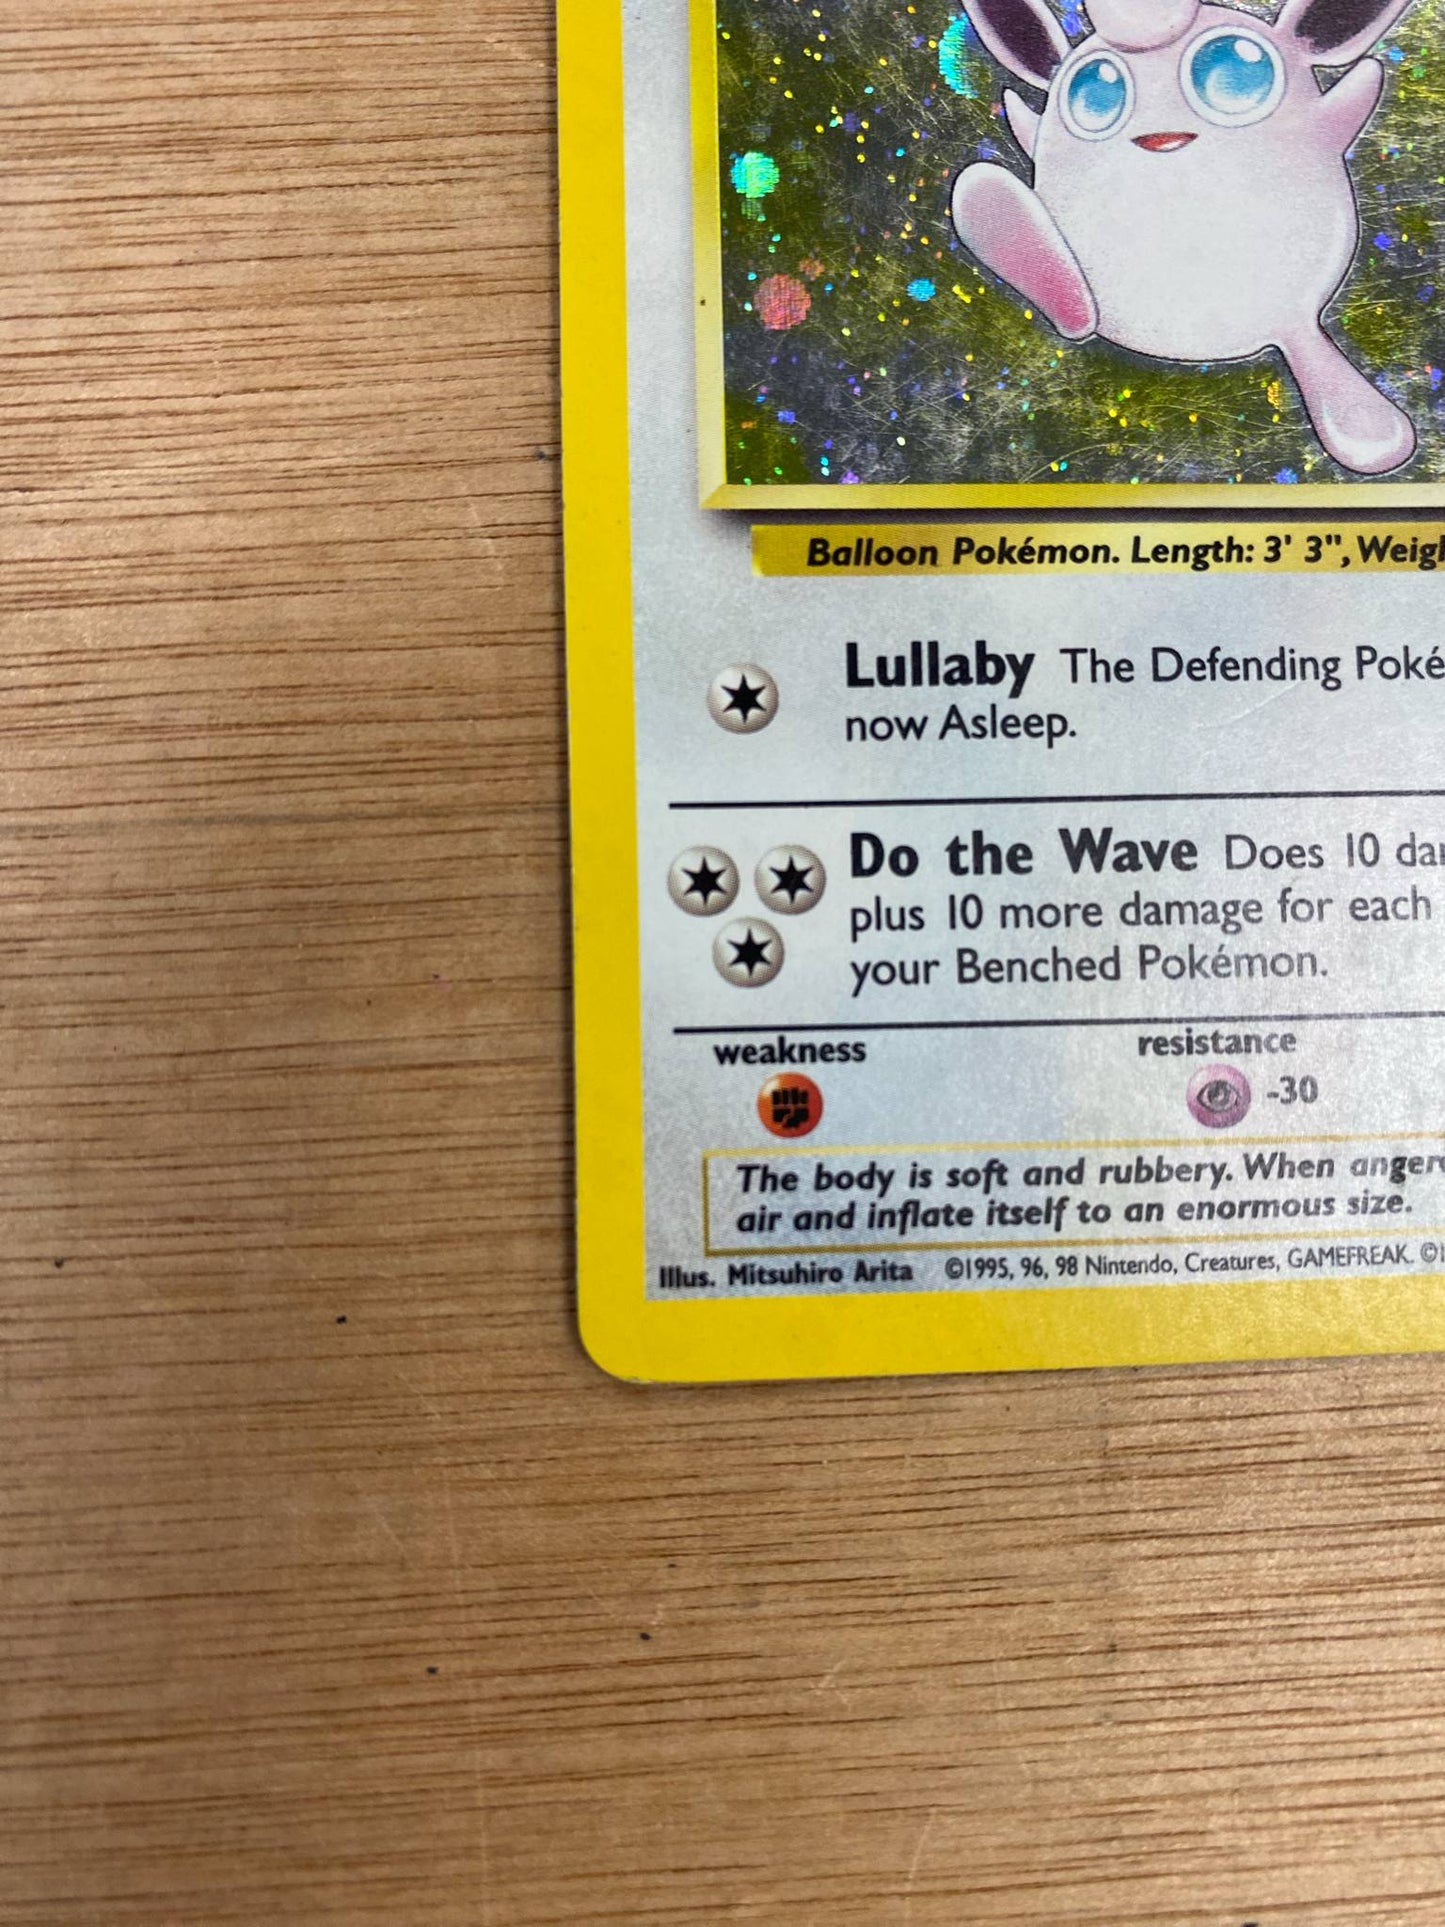 Balloon Pokémon. Length: 3' 3",
Lullaby The Defending
now Asleep.
Do the Wave Does 10
plus 10 more damage for each
your Benched Pokémon.
weakness resistance
-30
The body is soft and rubbery. When
air and inflate itself to an enormous size.
Illus. Mitsuhiro Arita ©1995, 96, 98 Nintendo, Creatures, GAMEFREAK.